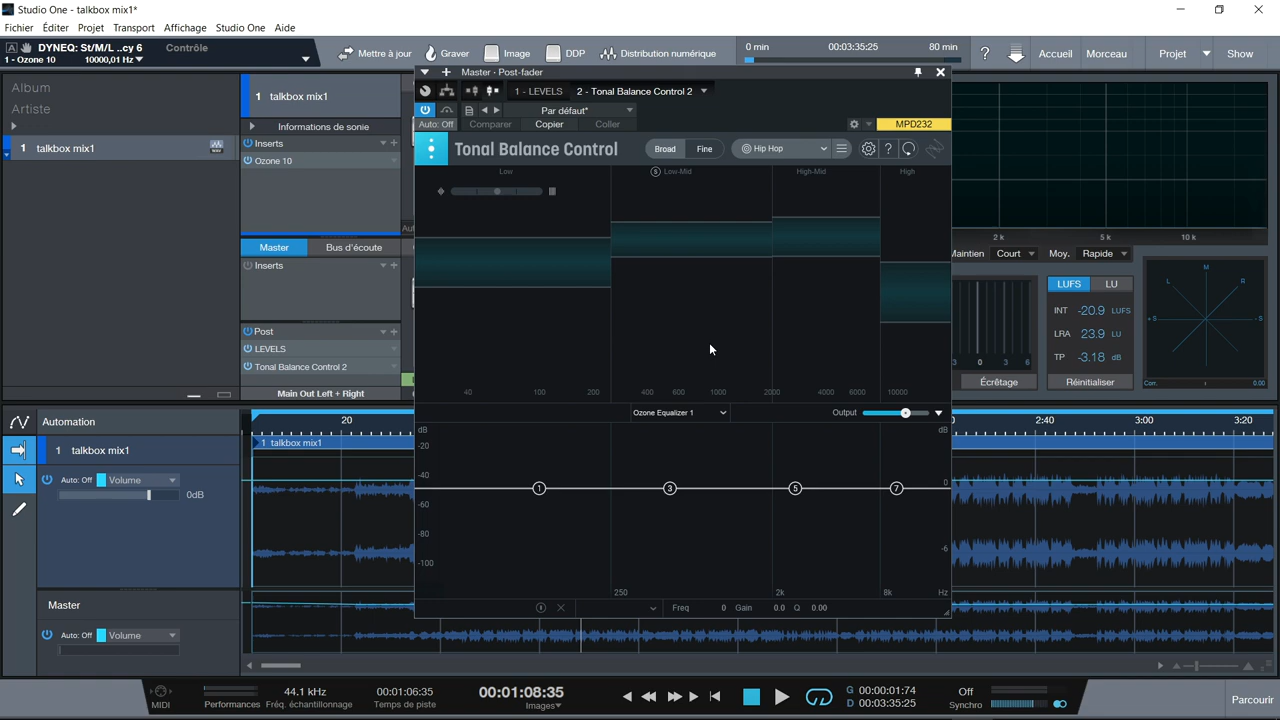 Studio One - talkbox mix1*
Fichier Éditer Projet Transport Affichage Studio One Aide
A DYNEQ: St/M/L ..cy 6 Contrôle
1 - Ozone 10 10000,01 Hz
Mettre à jour Graver Image DDP Distribution numérique
0 min 00:03:35:25 80 min
? Accueil Morceau Projet Show
Album
Artiste
1 talkbox mix1
1 talkbox mix1
Informations de sonie
Inserts
Ozone 10
Master Bus d'écoute
Inserts
Post
LEVELS
Tonal Balance Control 2
Main Out Left + Right
Master · Post-fader
1 - LEVELS 2 - Tonal Balance Control 2
Par défaut*
Auto: Off Comparer Copier Coller MPD232
Tonal Balance Control Broad Fine Hip Hop ?
Low S Low-Mid High-Mid High
40 100 200 400 600 1000 2000 4000 6000 10000
Ozone Equalizer 1 Output
dB dB
-20
-40
1 3 5 7 0
-60
-80 -6
-100
250 2k 8k Hz
Freq 0 Gain 0.0 Q 0.00
2 k 5 k 10 k
Maintien Court Moy. Rapide
LUFS LU
INT -20.9 LUFS
LRA 23.9 LU
TP -3.18 dB
3 0 3 6
Écrêtage Réinitialiser
M
L R
+S -S
Corr. 0.00
Automation
20 2:40 3:00 3:20
1 talkbox mix1
1 talkbox mix1
Auto: Off Volume
0dB
Master
Auto: Off Volume
MIDI
Performances
44.1 kHz
Fréq. échantillonnage
00:01:06:35
Temps de piste
00:01:08:35
Images
G 00:00:01:74
D 00:03:35:25
Off
Synchro
Parcourir